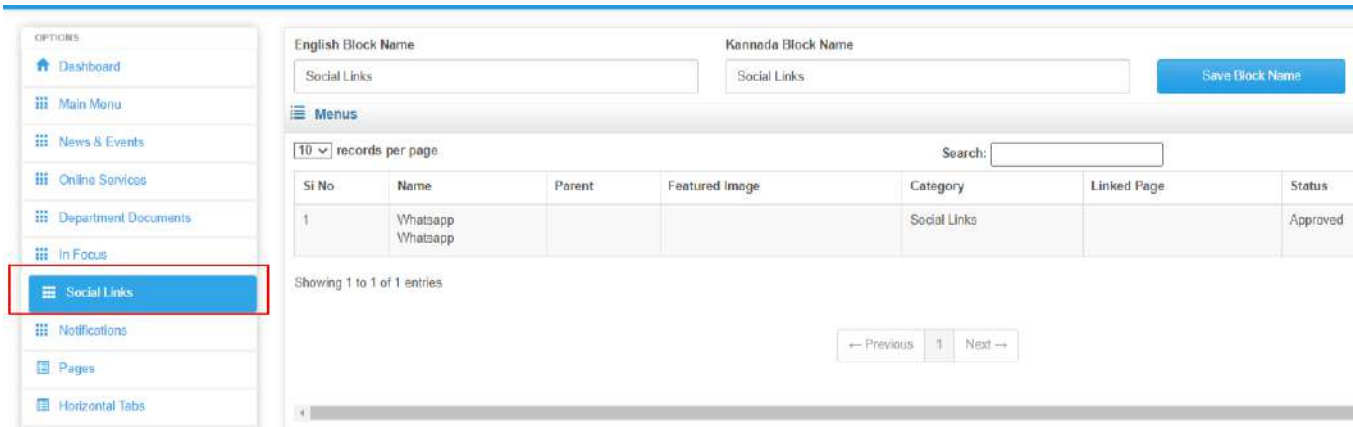 OPTIONS
Dashboard
Main Menu
News & Events
Online Services
Department Documents
In Focus
Social Links
Notifications
Pages
Horizontal Tabs
English Block Name
Kannada Block Name
Social Links
Social Links
Save Block Name
Menus
10 records per page
Search:
Si No Name Parent Featured Image Category Linked Page Status
1 Whatsapp Social Links Approved
Whatsapp
Showing 1 to 1 of 1 entries
← Previous 1 Next →